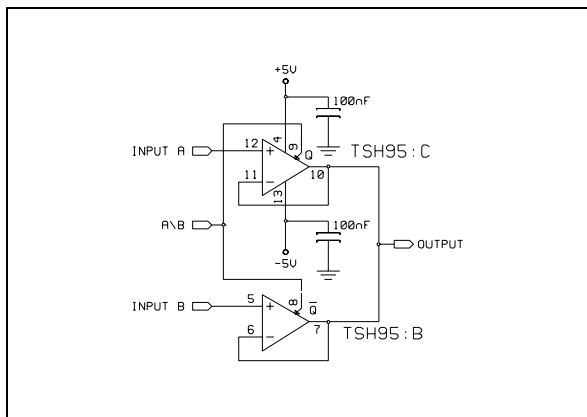 +5V
100nF
4
9
Q
12
INPUT A
+
TSH95:C
11
−
10
13
A\B
100nF
OUTPUT
-5V
8
Q̅
5
INPUT B
+
7
TSH95:B
6
−